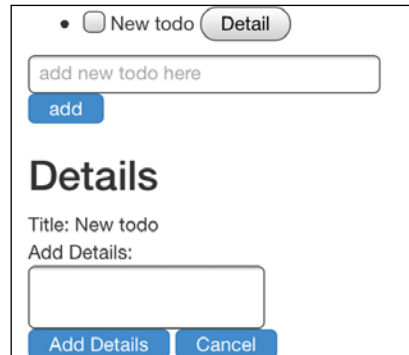 New todo Detail
add new todo here
add
Details
Title: New todo
Add Details:
Add Details Cancel